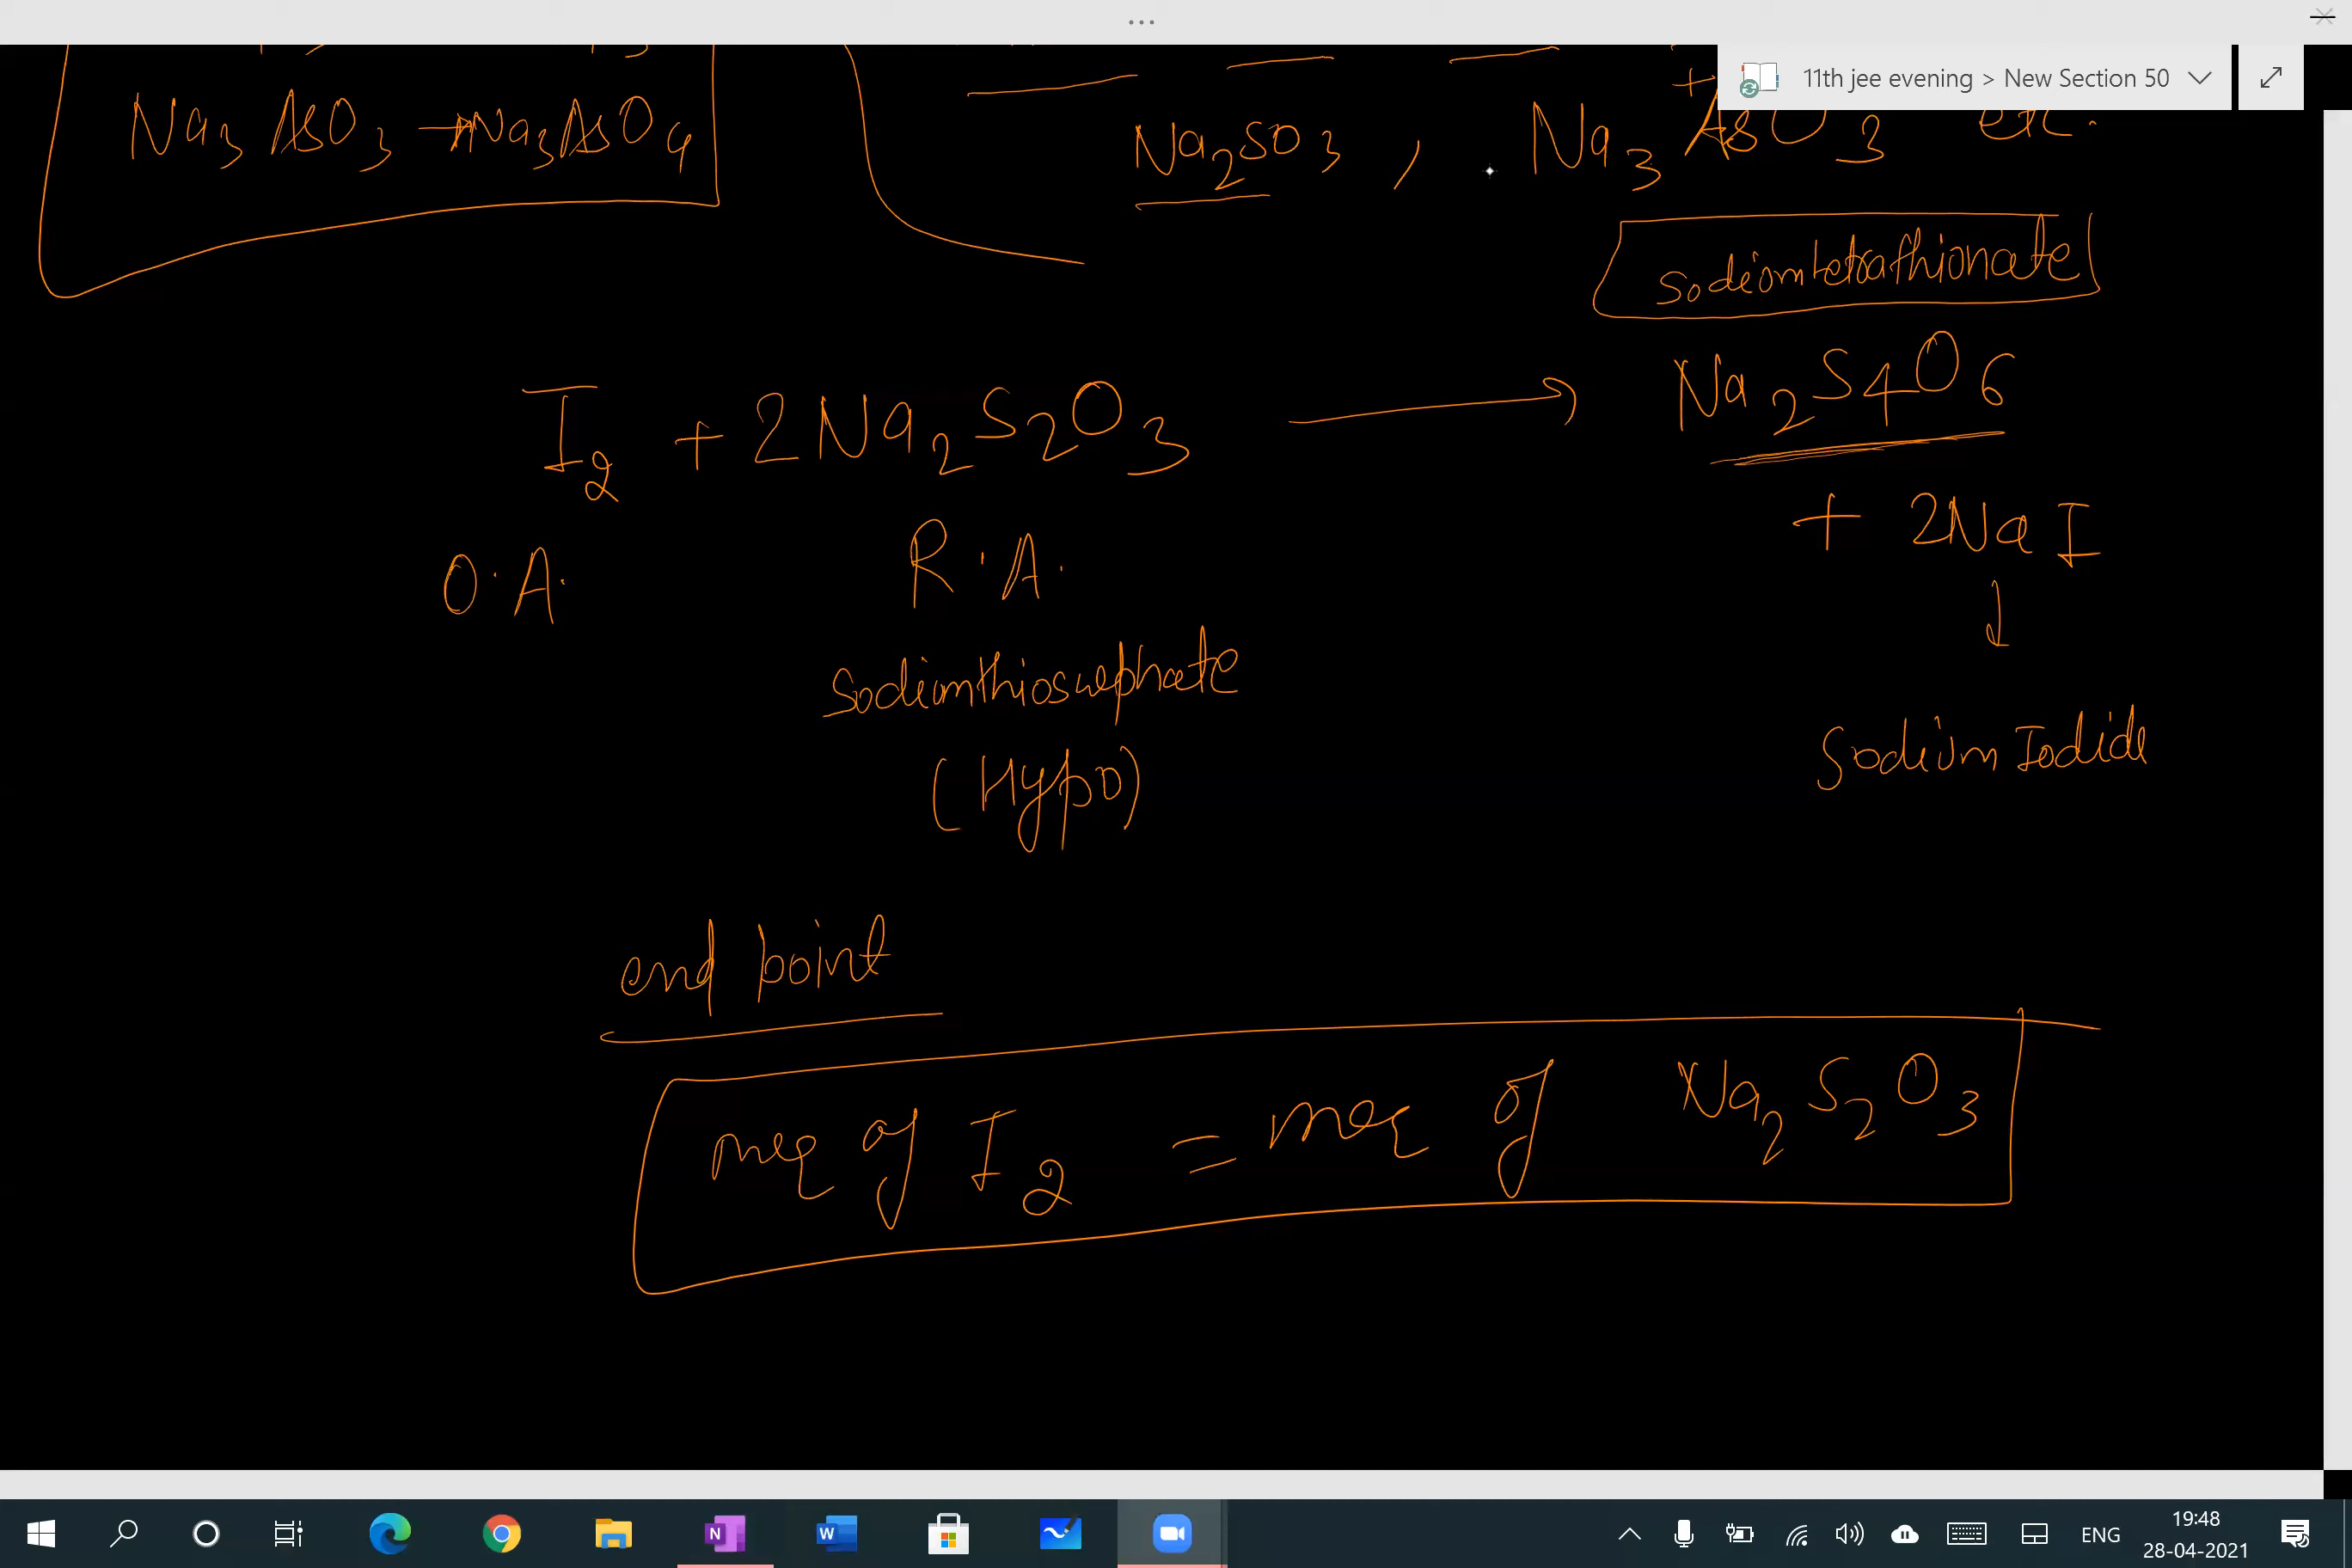 11th jee evening > New Section 50
Na3AsO3 → Na3AsO4
Na2SO3 , Na3AsO3 etc.
Sodiumtetrathionate
I2 + 2Na2S2O3 → Na2S4O6
+ 2NaI
O.A. R.A.
Sodiumthiosulphate
(Hypo)
Sodium Iodide
end point
meq of I2 = meq of Na2S2O3
ENG
19:48
28-04-2021